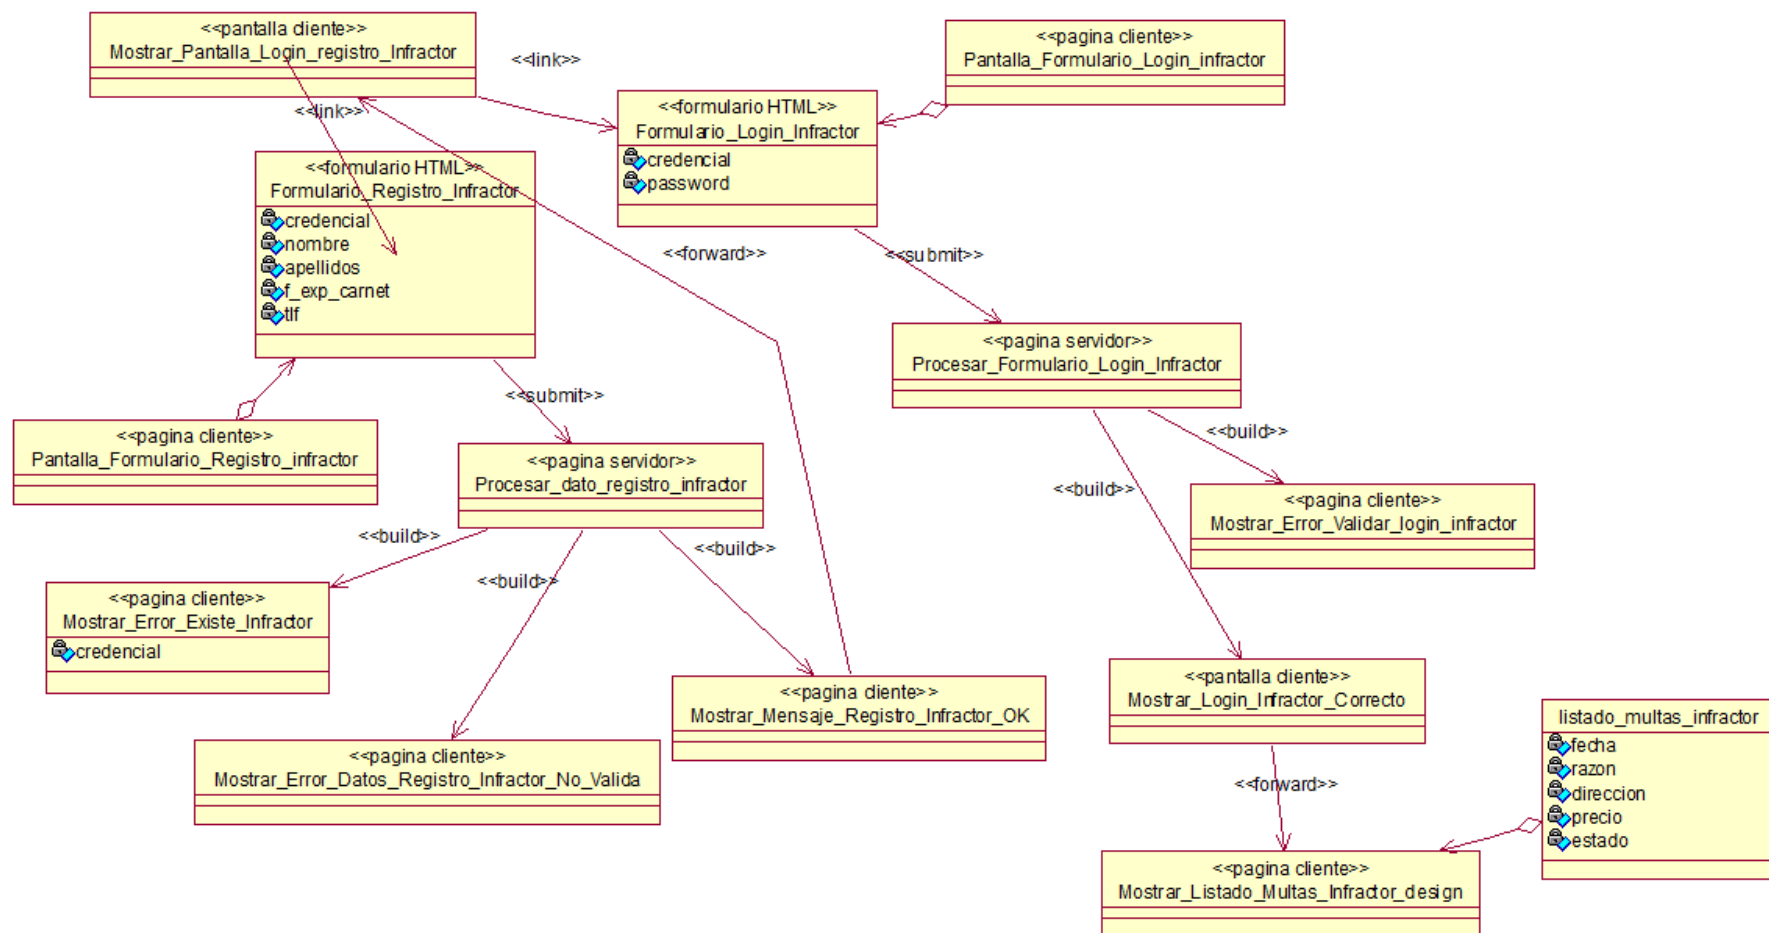 <<pantalla cliente>>
Mostrar_Pantalla_Login_registro_Infractor
<<link>>
<<pagina cliente>>
Pantalla_Formulario_Login_infractor
<<link>>
<<formulario HTML>>
Formulario_Login_Infractor
credencial
password
<<formulario HTML>>
Formulario_Registro_Infractor
credencial
nombre
apellidos
f_exp_carnet
tlf
<<forward>>
<<submit>>
<<pagina servidor>>
Procesar_Formulario_Login_Infractor
<<submit>>
<<pagina cliente>>
Pantalla_Formulario_Registro_infractor
<<build>>
<<pagina servidor>>
Procesar_dato_registro_infractor
<<build>>
<<pagina cliente>>
Mostrar_Error_Validar_login_infractor
<<build>>
<<build>>
<<build>>
<<pagina cliente>>
Mostrar_Error_Existe_Infractor
credencial
<<pagina cliente>>
Mostrar_Mensaje_Registro_Infractor_OK
<<pantalla cliente>>
Mostrar_Login_Infractor_Correcto
<<pagina cliente>>
Mostrar_Error_Datos_Registro_Infractor_No_Valida
listado_multas_infractor
fecha
razon
direccion
precio
estado
<<forward>>
<<pagina cliente>>
Mostrar_Listado_Multas_Infractor_design